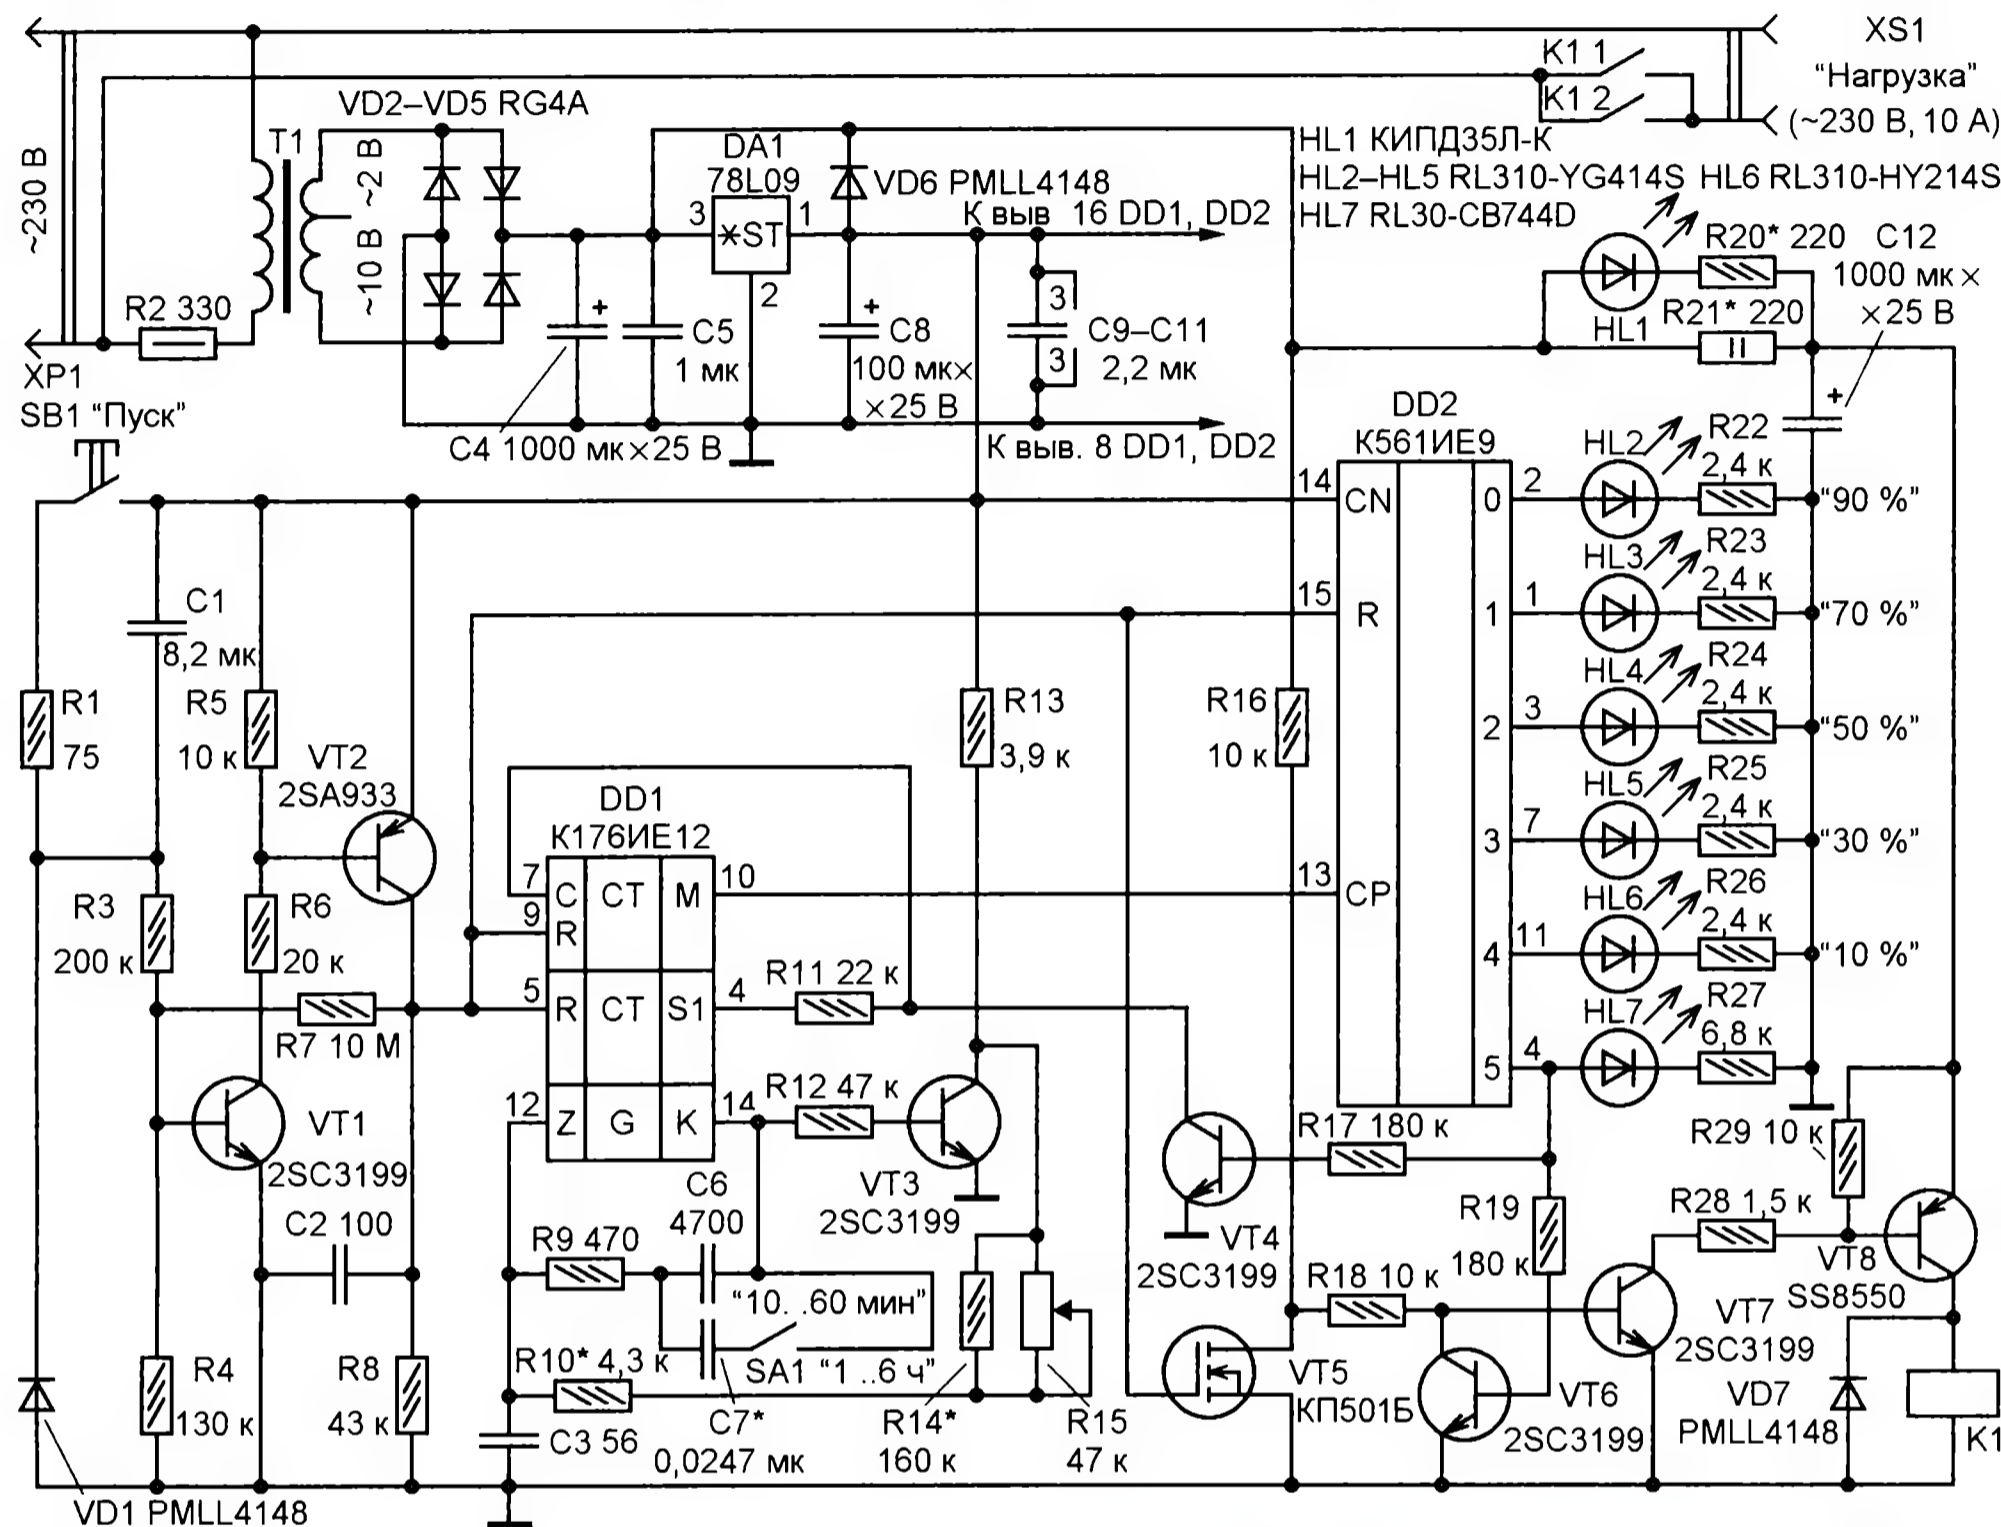 XS1
K1 1
“Нагрузка”
K1 2
(~230 В, 10 А)
VD2–VD5 RG4A
~230 В
T1
~2 В
~10 В
DA1
78L09
3
∗ST
1
2
VD6 PMLL4148
К выв 16 DD1, DD2
HL1 КИПД35Л-К
HL2–HL5 RL310-YG414S HL6 RL310-HY214S
HL7 RL30-CB744D
R20* 220
C12
1000 мк×
×25 В
HL1
R21* 220
R2 330
XP1
SB1 “Пуск”
C5
1 мк
C8
100 мк×
×25 В
3
3
C9–C11
2,2 мк
C4 1000 мк×25 В
К выв. 8 DD1, DD2
+
+
+
DD2
К561ИЕ9
14
CN
0
2
HL2
R22
2,4 к
“90 %”
15
R
1
1
HL3
R23
2,4 к
“70 %”
2
3
HL4
R24
2,4 к
“50 %”
3
7
HL5
R25
2,4 к
“30 %”
13
CP
4
11
HL6
R26
2,4 к
“10 %”
5
4
HL7
R27
6,8 к
C1
8,2 мк
R1
75
R5
10 к
VT2
2SA933
R13
3,9 к
R16
10 к
DD1
К176ИЕ12
7
C
CT
M
10
9
R
5
R
CT
S1
4
12
Z
G
K
14
R3
200 к
R6
20 к
R7 10 М
R11 22 к
R12 47 к
VT1
2SC3199
C2 100
VT3
2SC3199
C6
4700
R9 470
“10. ..60 мин”
SA1 “1 ..6 ч”
R10* 4,3 к
C7*
0,0247 мк
R14*
160 к
R15
47 к
C3 56
R4
130 к
R8
43 к
VD1 PMLL4148
R17 180 к
VT4
2SC3199
R19
180 к
R18 10 к
VT5
КП501Б
VT6
2SC3199
R29 10 к
R28 1,5 к
VT8
SS8550
VT7
2SC3199
VD7
PMLL4148
K1